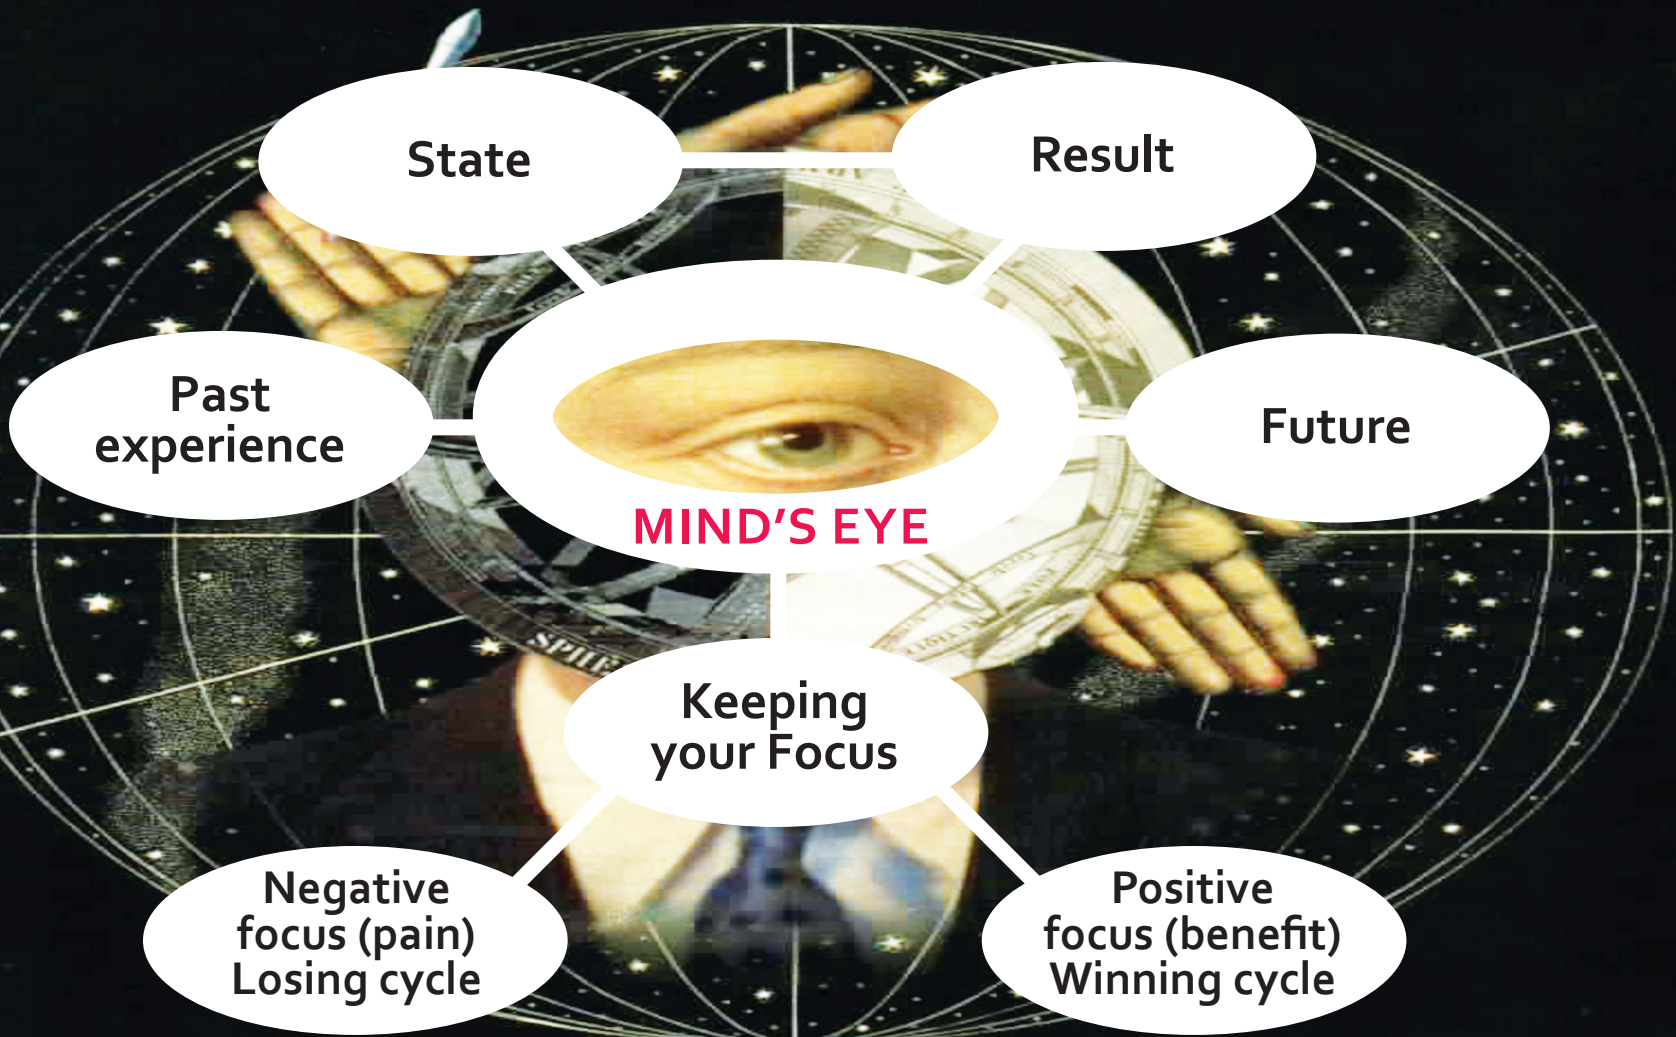 State
Result
Past
experience
Future
MIND'S EYE
SPHE
Keeping
your Focus
Negative
focus (pain)
Losing cycle
Positive
focus (benefit)
Winning cycle